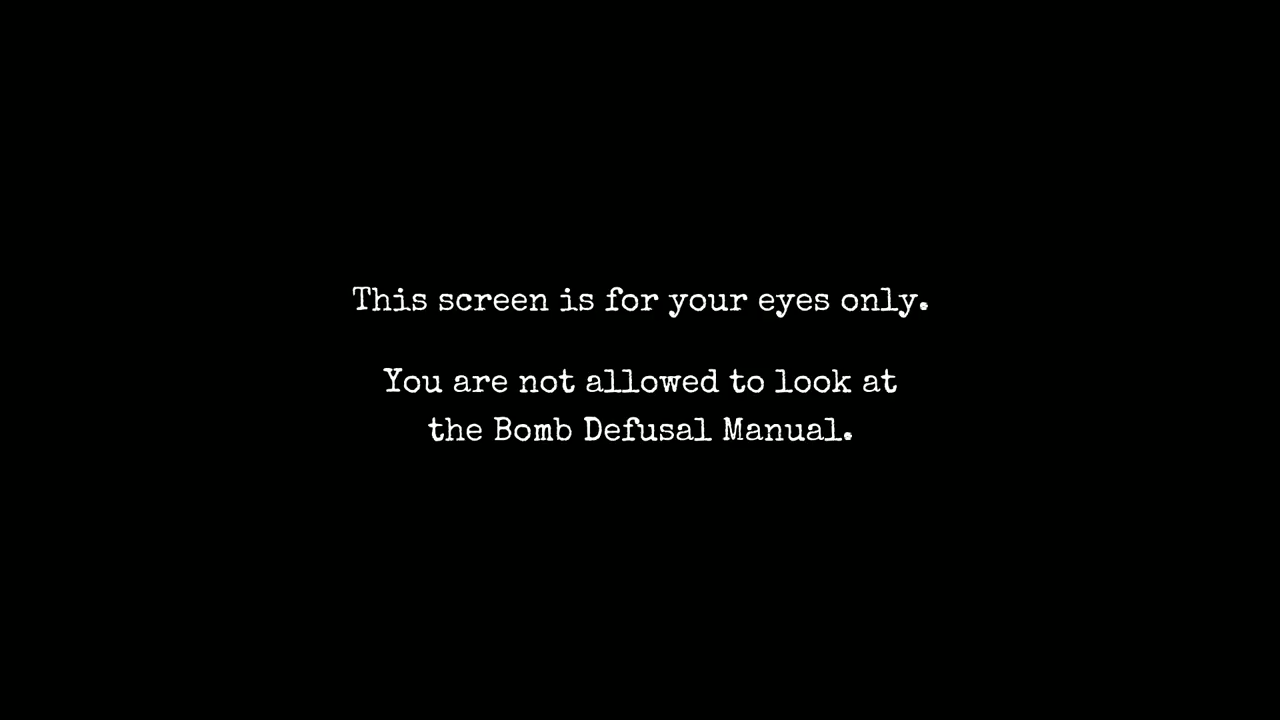 This screen is for your eyes only.
You are not allowed to look at
the Bomb Defusal Manual.